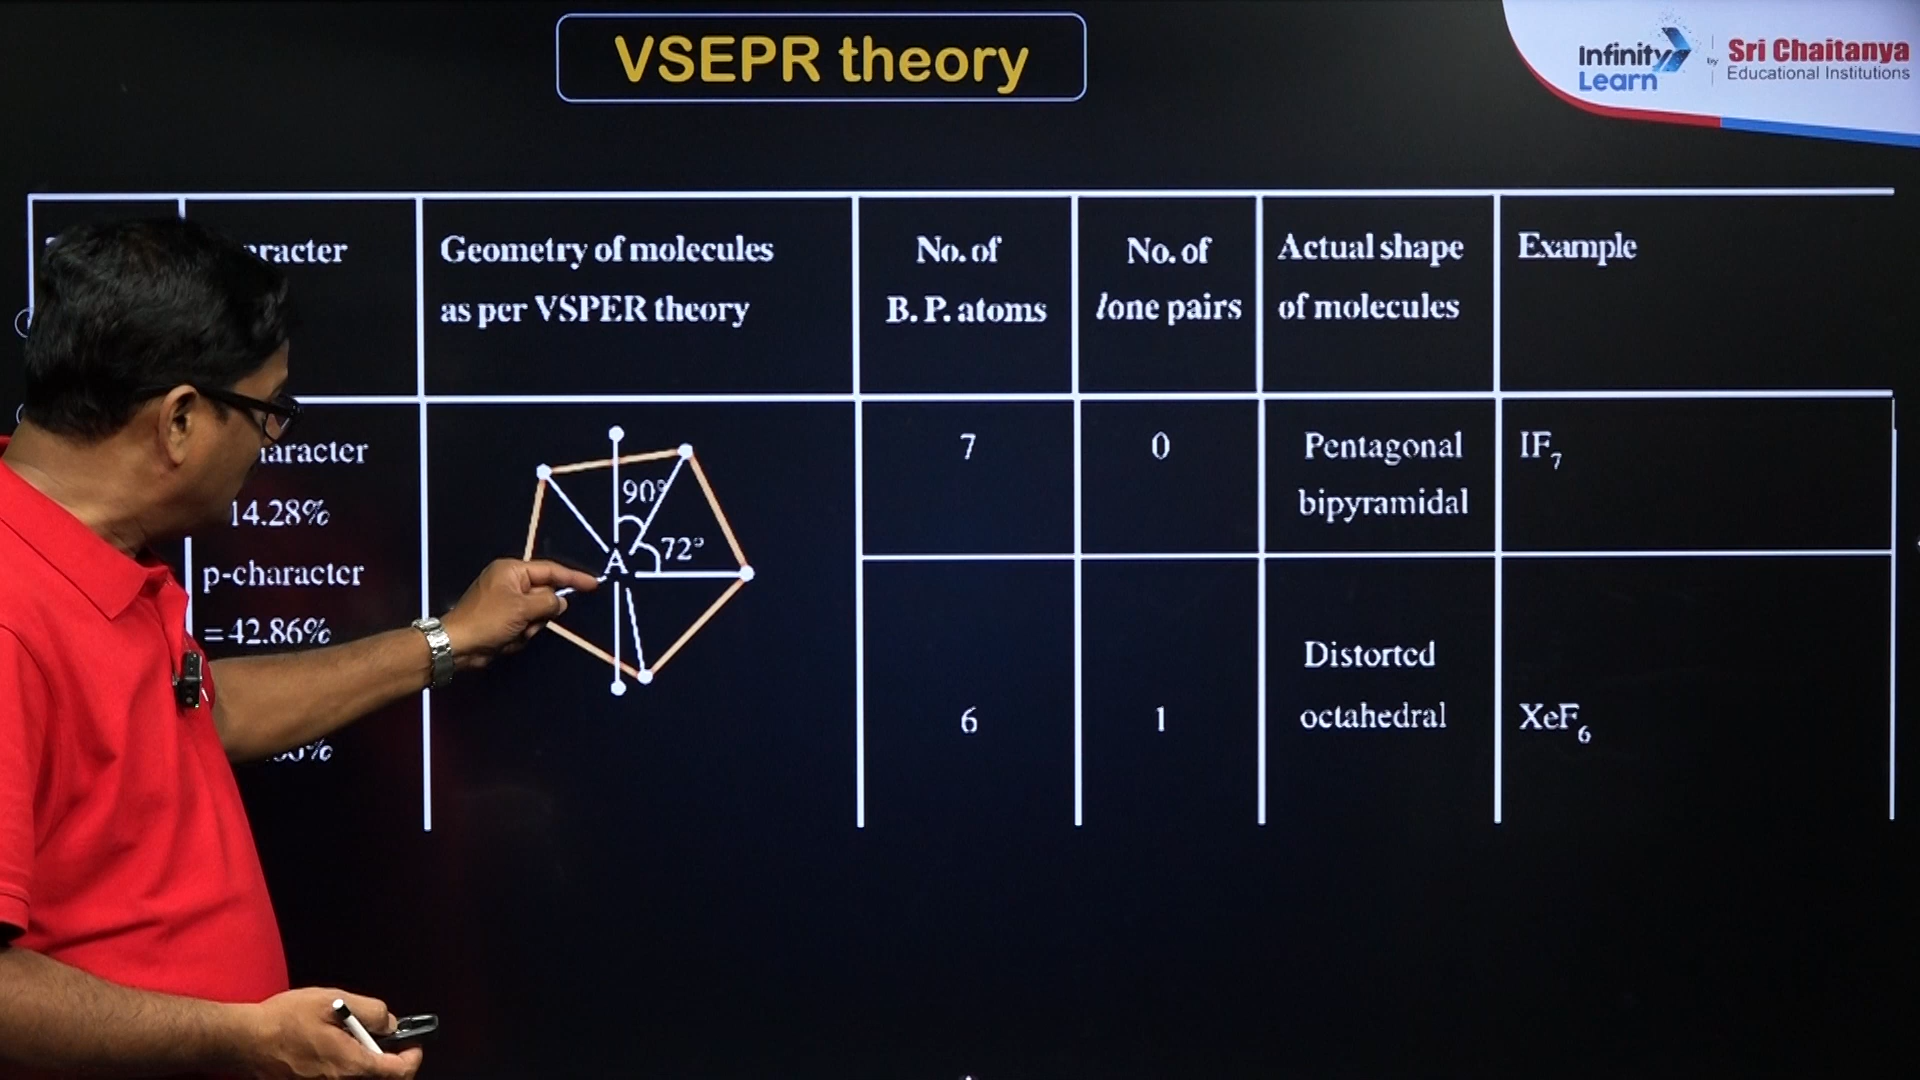 VSEPR theory
Infinity Learn
by
Sri Chaitanya
Educational Institutions
Geometry of molecules
as per VSPER theory
No. of
B. P. atoms
No. of
lone pairs
Actual shape
of molecules
Example
14.28%
p-character
=42.86%
90°
72°
A
7
0
Pentagonal
bipyramidal
IF7
6
1
Distorted
octahedral
XeF6